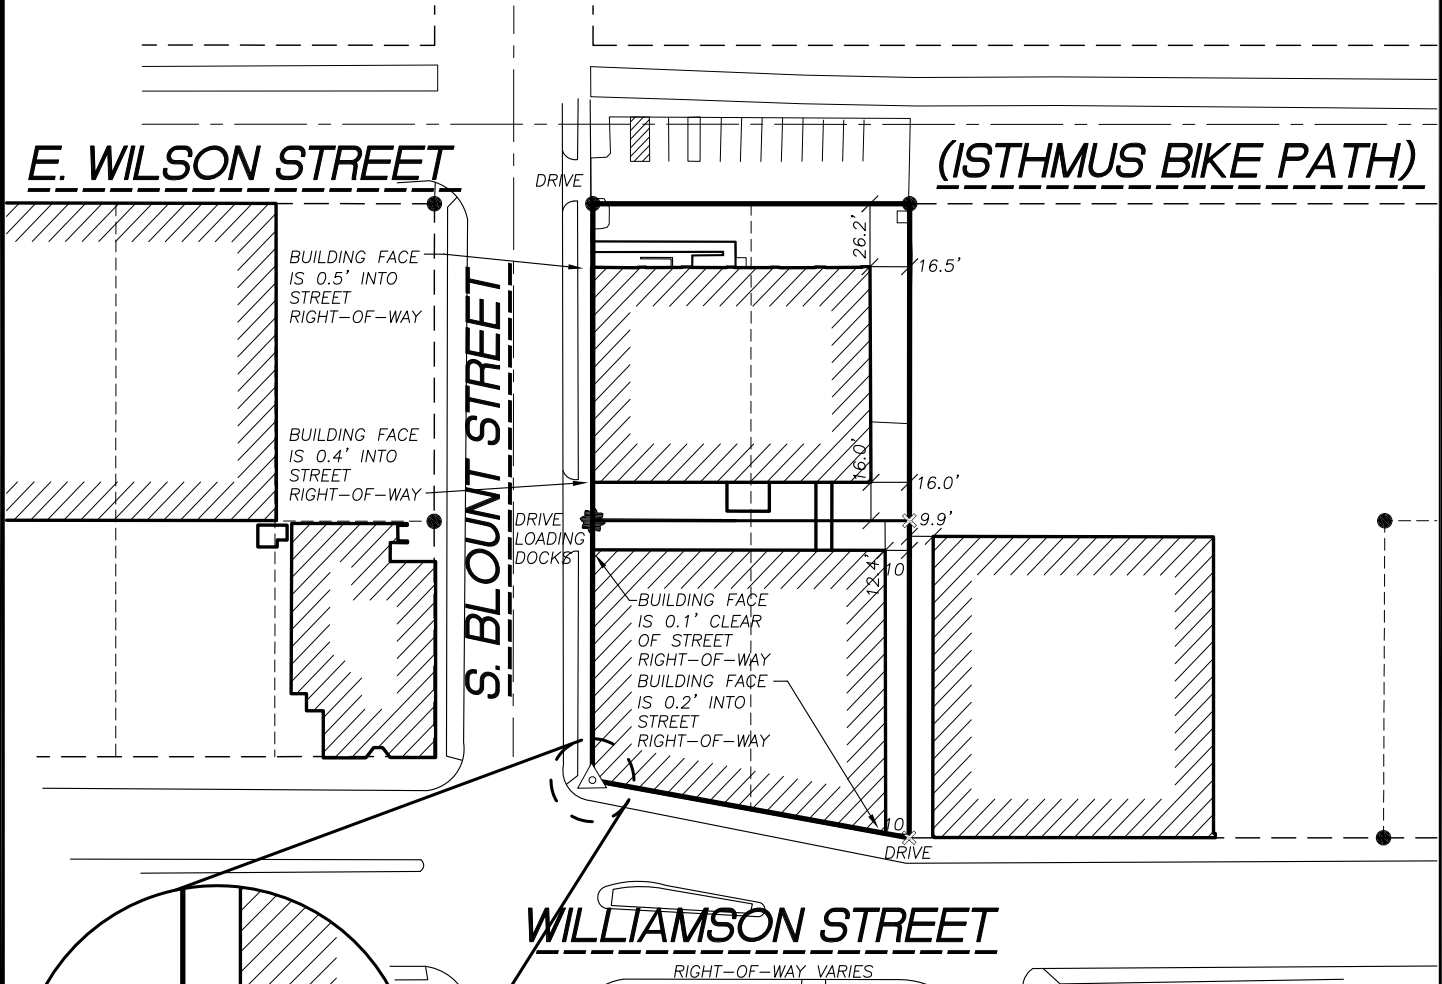 E. WILSON STREET
(ISTHMUS BIKE PATH)
DRIVE
26.2'
16.5'
BUILDING FACE
IS 0.5' INTO
STREET
RIGHT-OF-WAY
S. BLOUNT STREET
BUILDING FACE
IS 0.4' INTO
STREET
RIGHT-OF-WAY
16.0'
16.0'
DRIVE
LOADING
DOCKS
9.9'
12.4'
10
BUILDING FACE
IS 0.1' CLEAR
OF STREET
RIGHT-OF-WAY
BUILDING FACE
IS 0.2' INTO
STREET
RIGHT-OF-WAY
10
DRIVE
WILLIAMSON STREET
RIGHT-OF-WAY VARIES